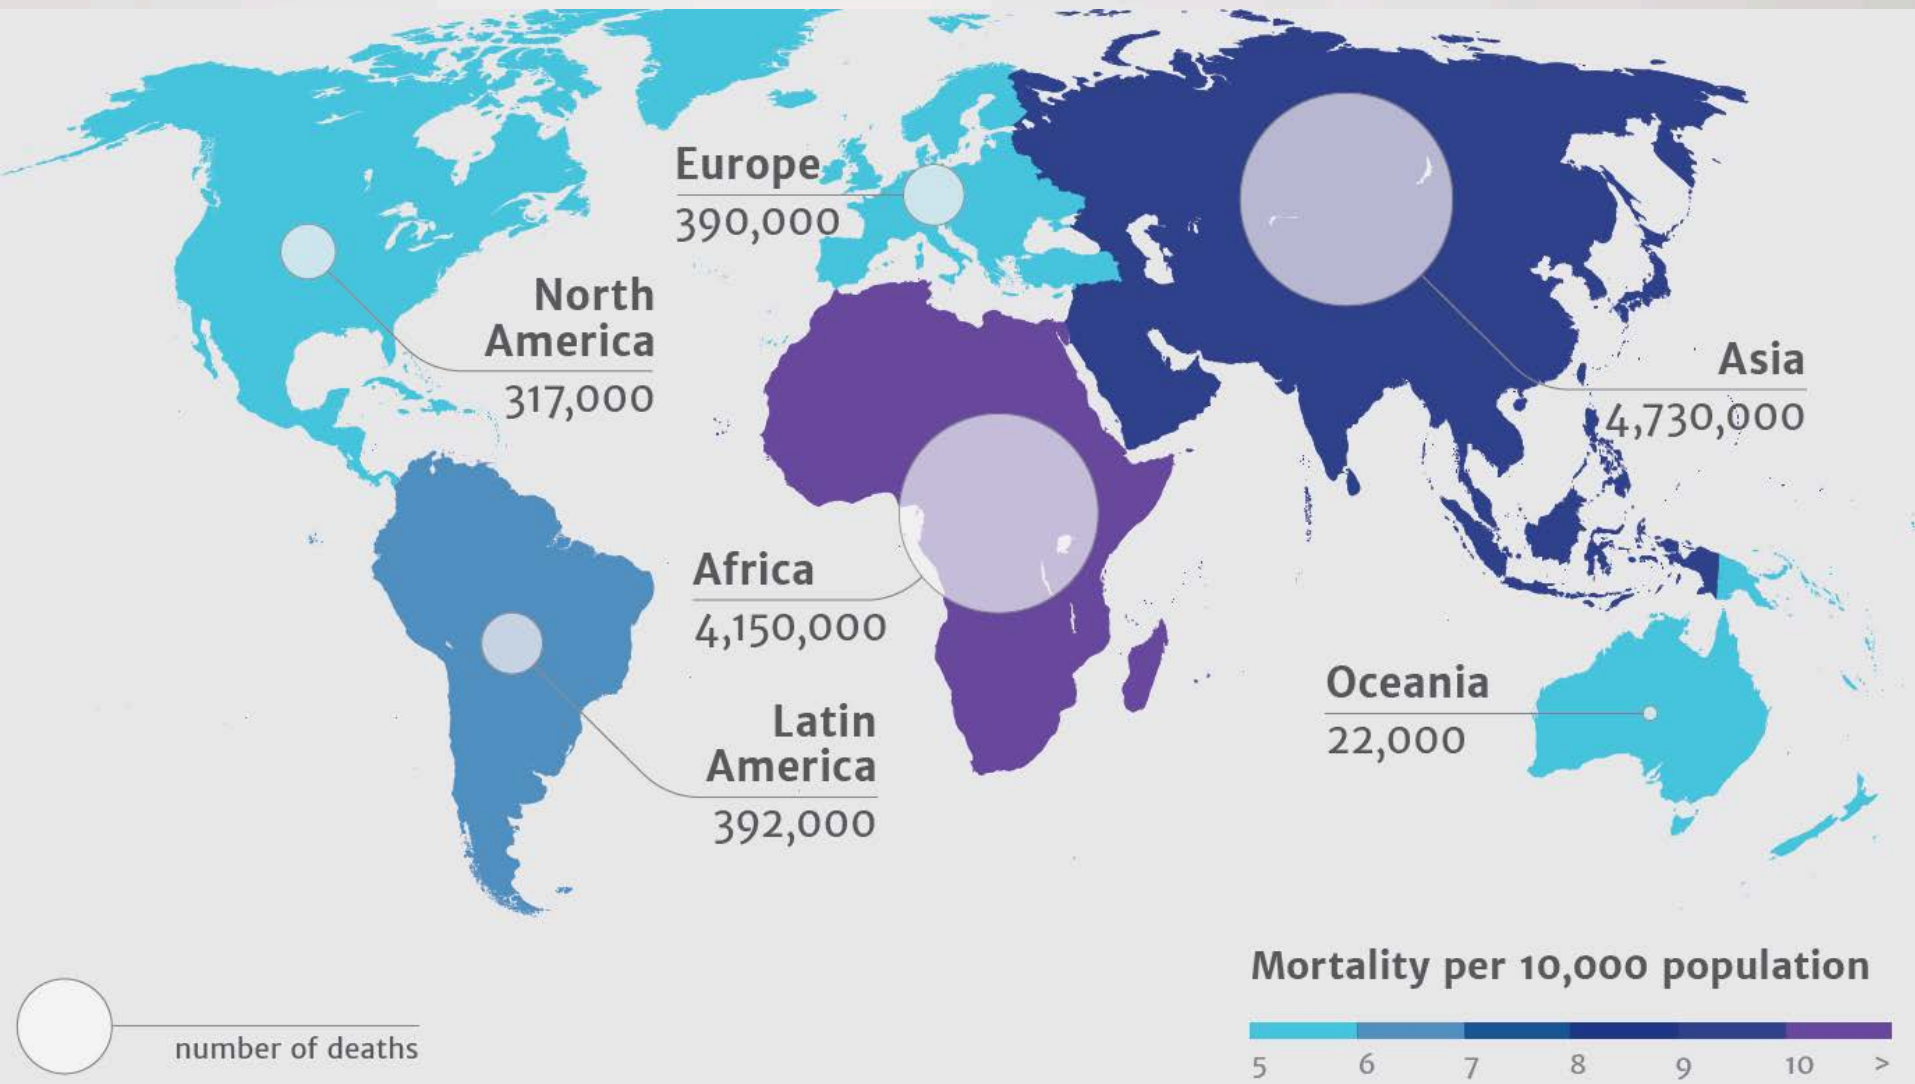 Europe
390,000
North
America
317,000
Asia
4,730,000
Africa
4,150,000
Oceania
22,000
Latin
America
392,000
Mortality per 10,000 population
5 6 7 8 9 10 >
number of deaths